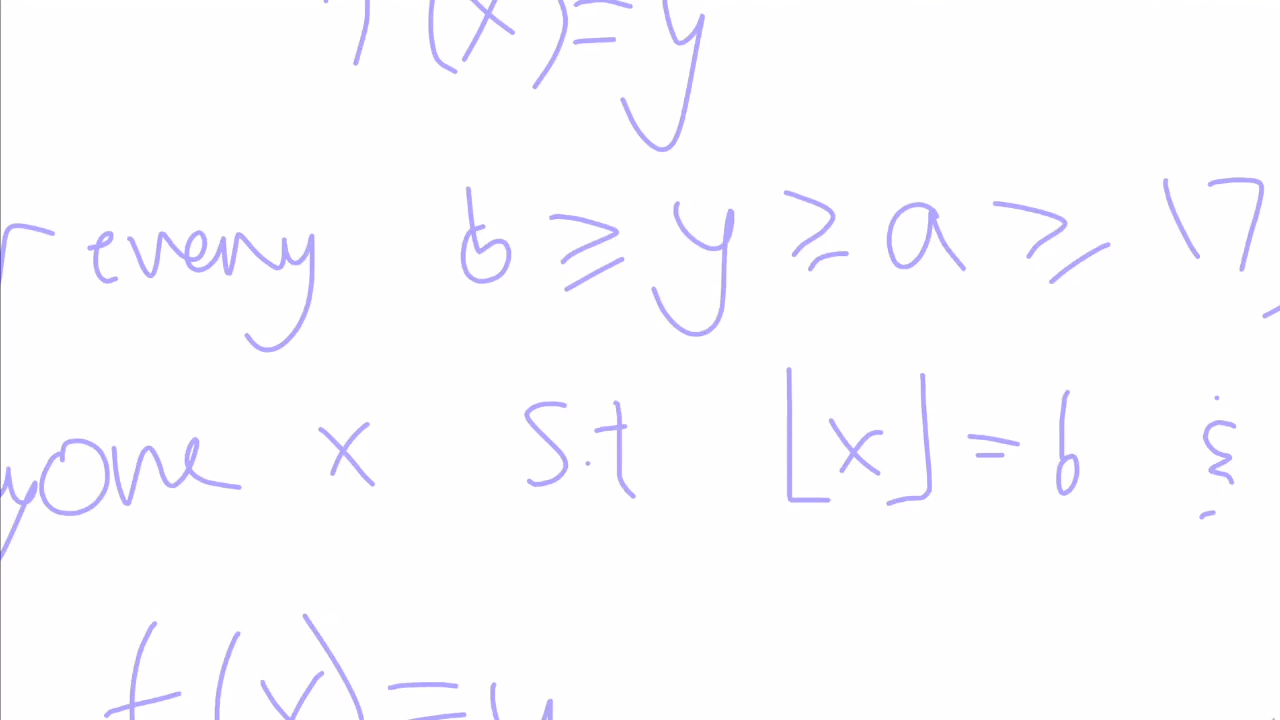 f(x)=y
every b ≥ y ≥ a ≥ 17,
one x s.t ⌊x⌋ = b &
f(x)=y